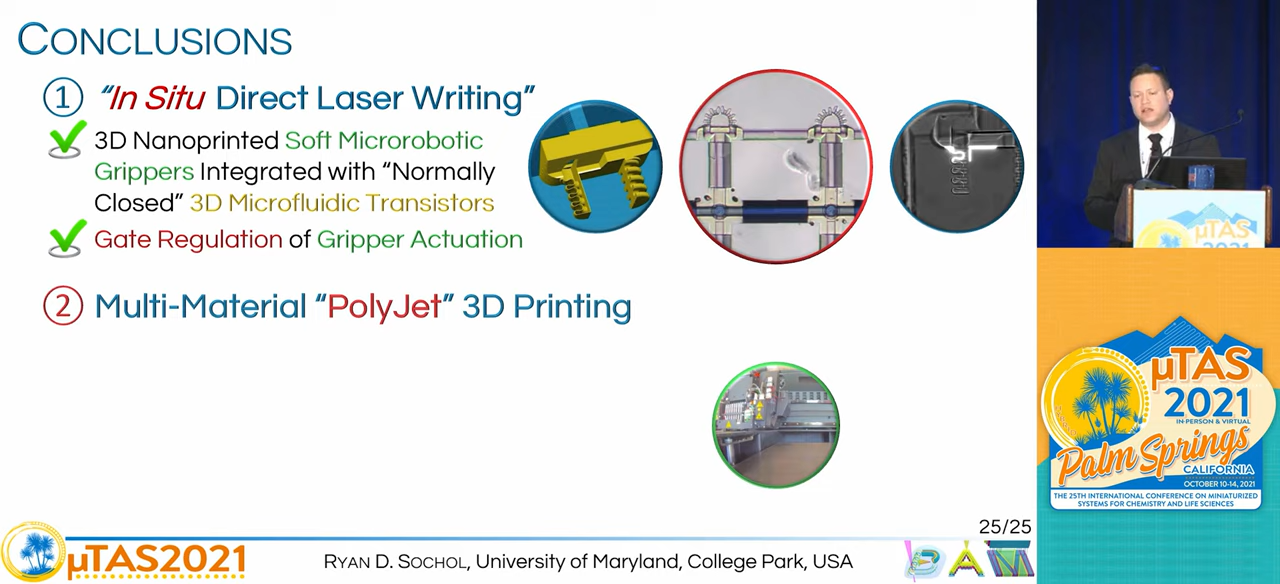 CONCLUSIONS
① “In Situ Direct Laser Writing”
3D Nanoprinted Soft Microrobotic
Grippers Integrated with “Normally
Closed” 3D Microfluidic Transistors
Gate Regulation of Gripper Actuation
② Multi-Material “PolyJet” 3D Printing
25/25
µTAS2021
RYAN D. SOCHOL, University of Maryland, College Park, USA
BAM
µTAS
2021
µTAS
2021
IN-PERSON & VIRTUAL
Palm Springs
CALIFORNIA
OCTOBER 10-14, 2021
THE 25TH INTERNATIONAL CONFERENCE ON MINIATURIZED
SYSTEMS FOR CHEMISTRY AND LIFE SCIENCES